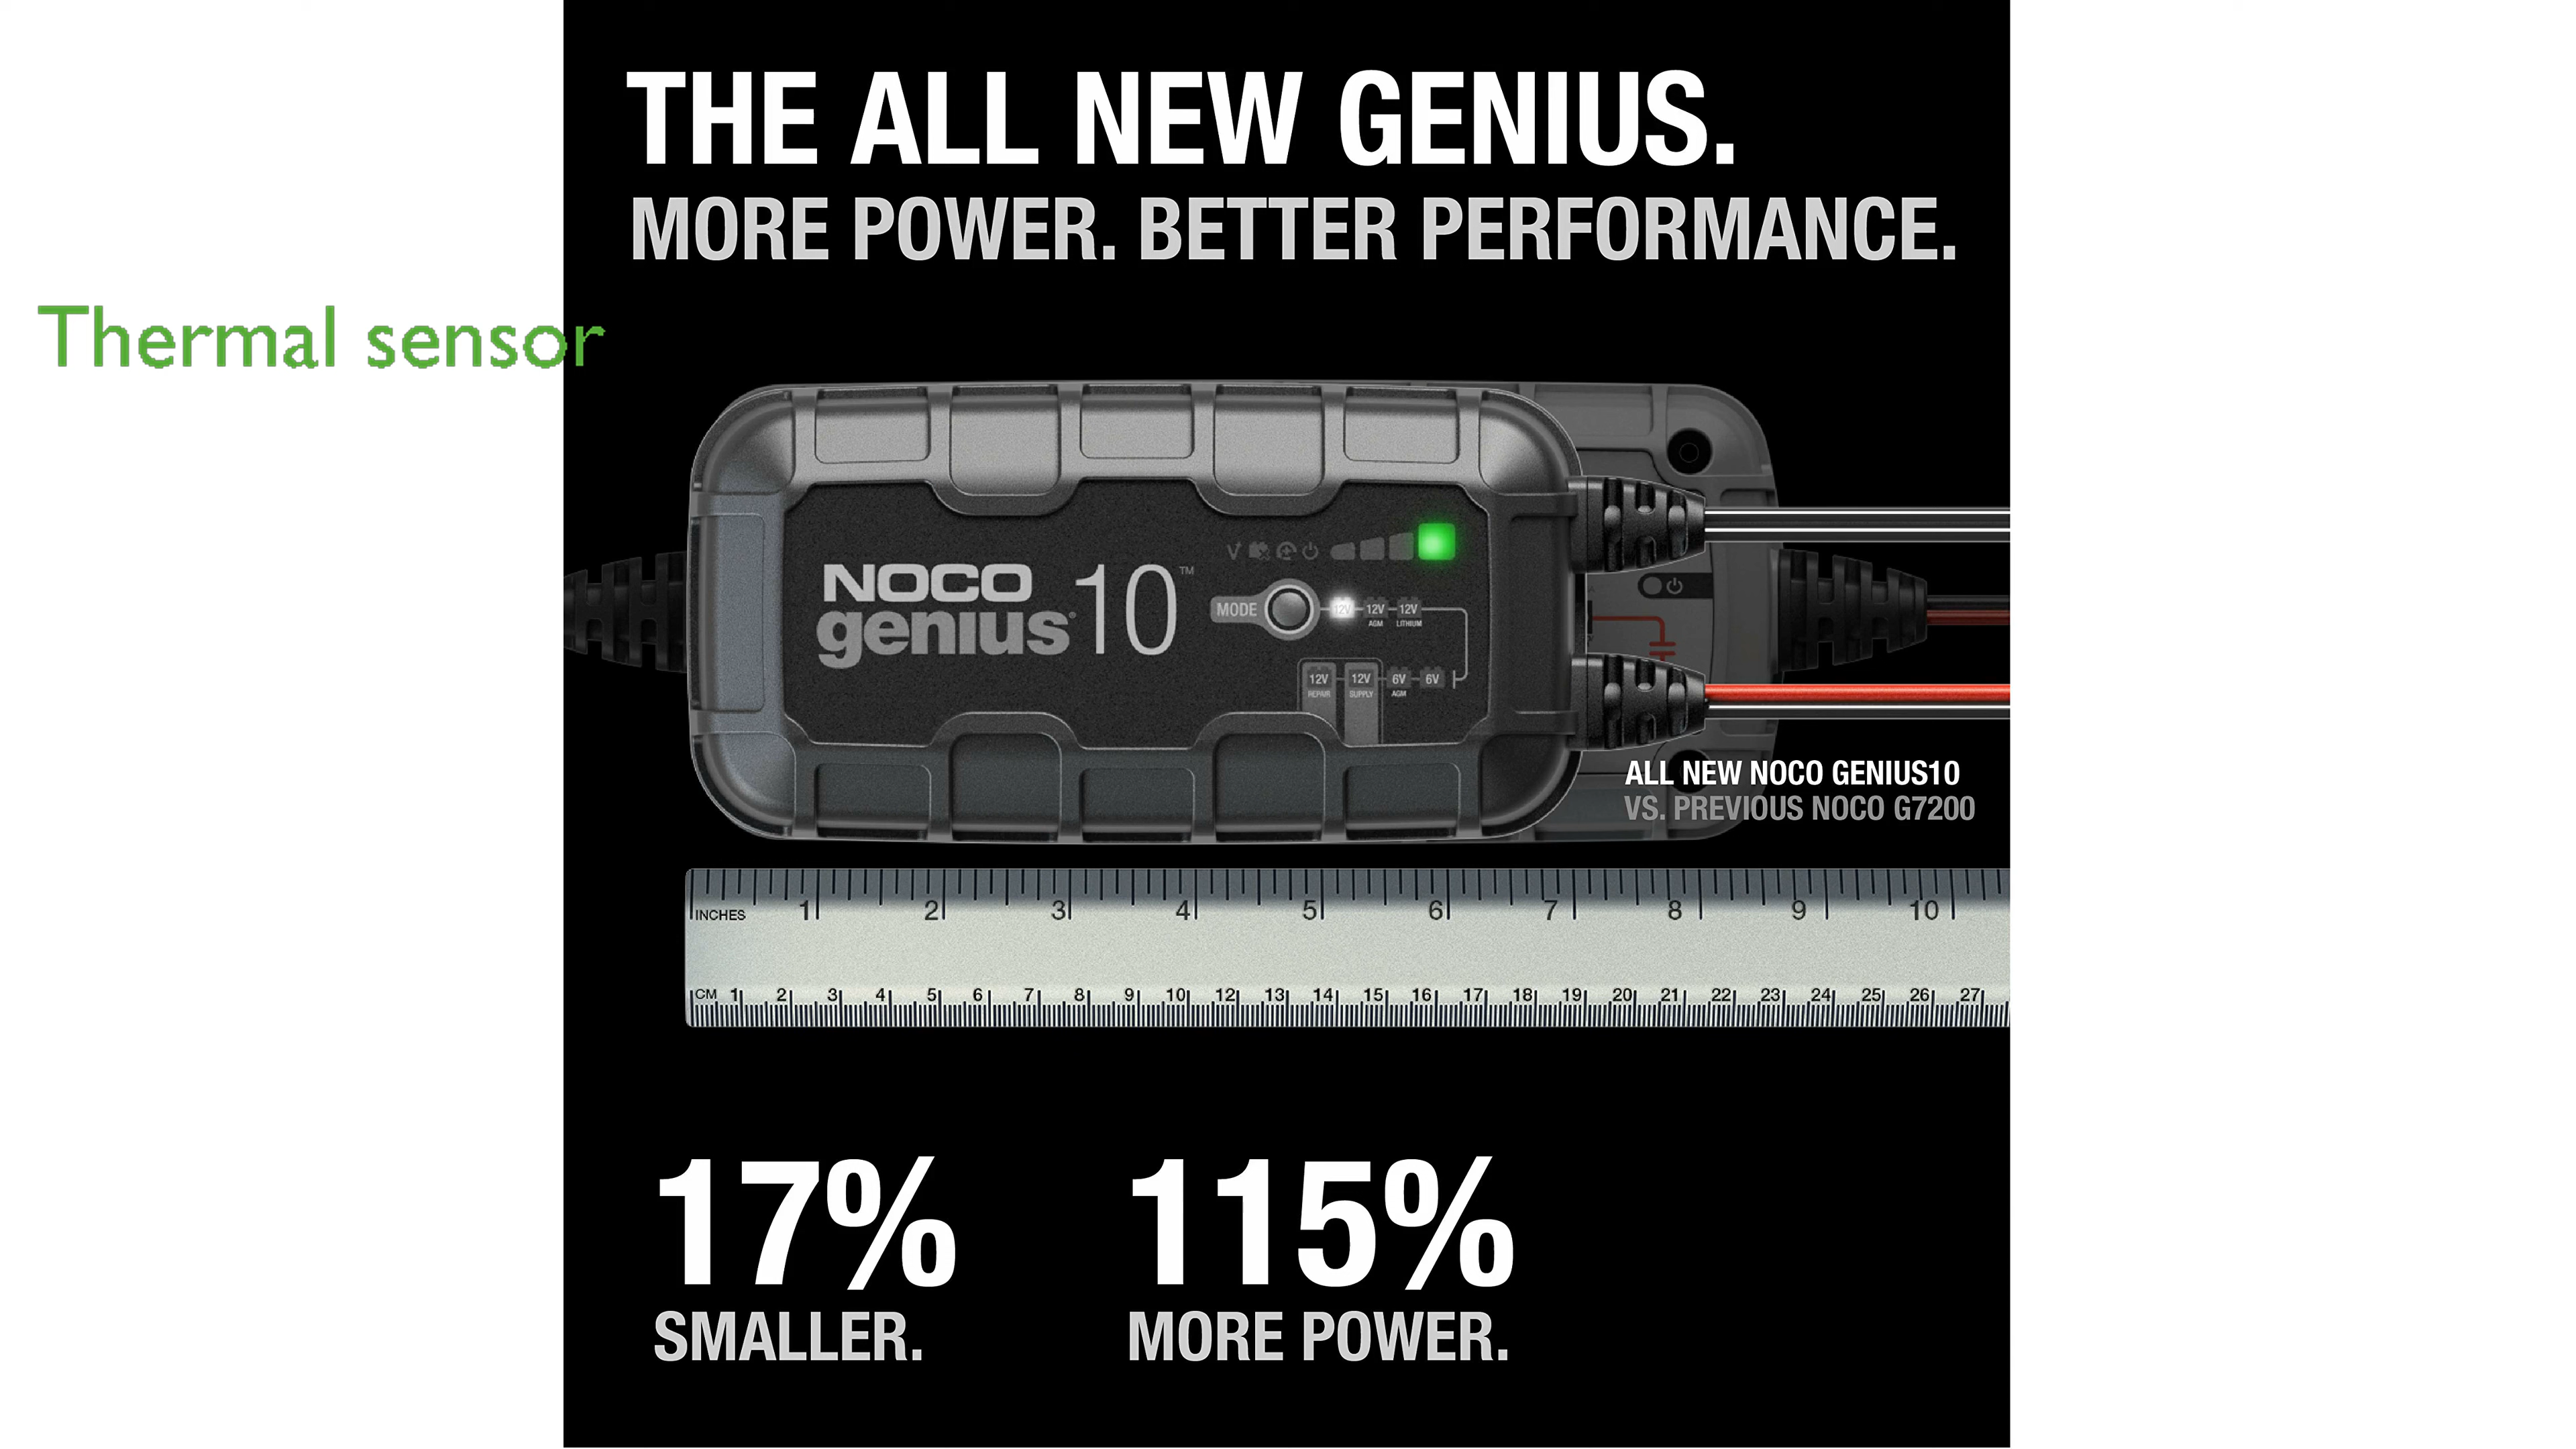 THE ALL NEW GENIUS.
MORE POWER. BETTER PERFORMANCE.
Thermal sensor
NOCO
genius 10™
MODE 12V 12V 12V
AGM LITHIUM
12V 12V 6V 6V
REPAIR SUPPLY AGM
ALL NEW NOCO GENIUS10
VS. PREVIOUS NOCO G7200
INCHES 1 2 3 4 5 6 7 8 9 10
CM 1 2 3 4 5 6 7 8 9 10 12 13 14 15 16 17 18 19 20 21 22 23 24 25 26 27
17% 115%
SMALLER. MORE POWER.